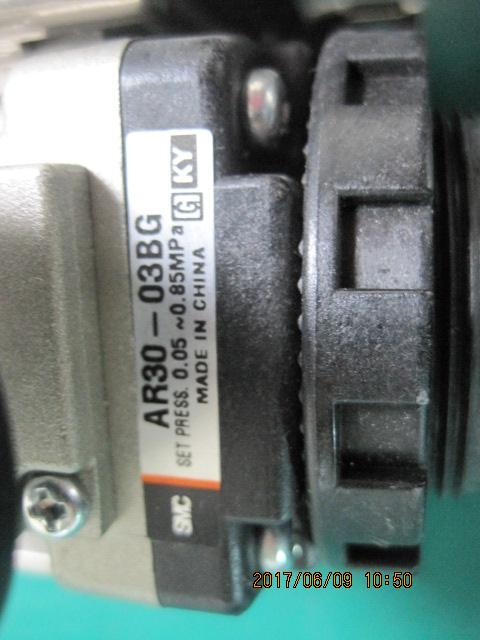 AR30-03BG
SET PRESS. 0.05 ~0.85MPa G KY
MADE IN CHINA
SMC
2017/06/09 10:50